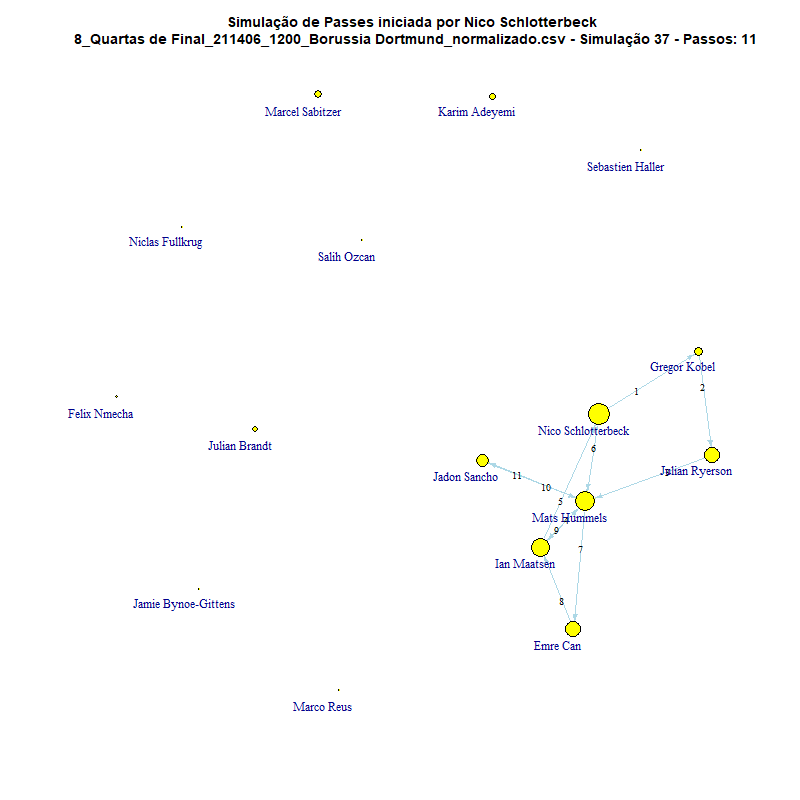 Simulação de Passes iniciada por Nico Schlotterbeck
8_Quartas de Final_211406_1200_Borussia Dortmund_normalizado.csv - Simulação 37 - Passos: 11
Marcel Sabitzer
Karim Adeyemi
Sebastien Haller
Niclas Fullkrug
Salih Ozcan
Gregor Kobel
1
2
Felix Nmecha
Nico Schlotterbeck
Julian Brandt
6
Julian Ryerson
Jadon Sancho
11
10
5
Mats Hummels
9
7
Ian Maatsen
8
Jamie Bynoe-Gittens
Emre Can
Marco Reus